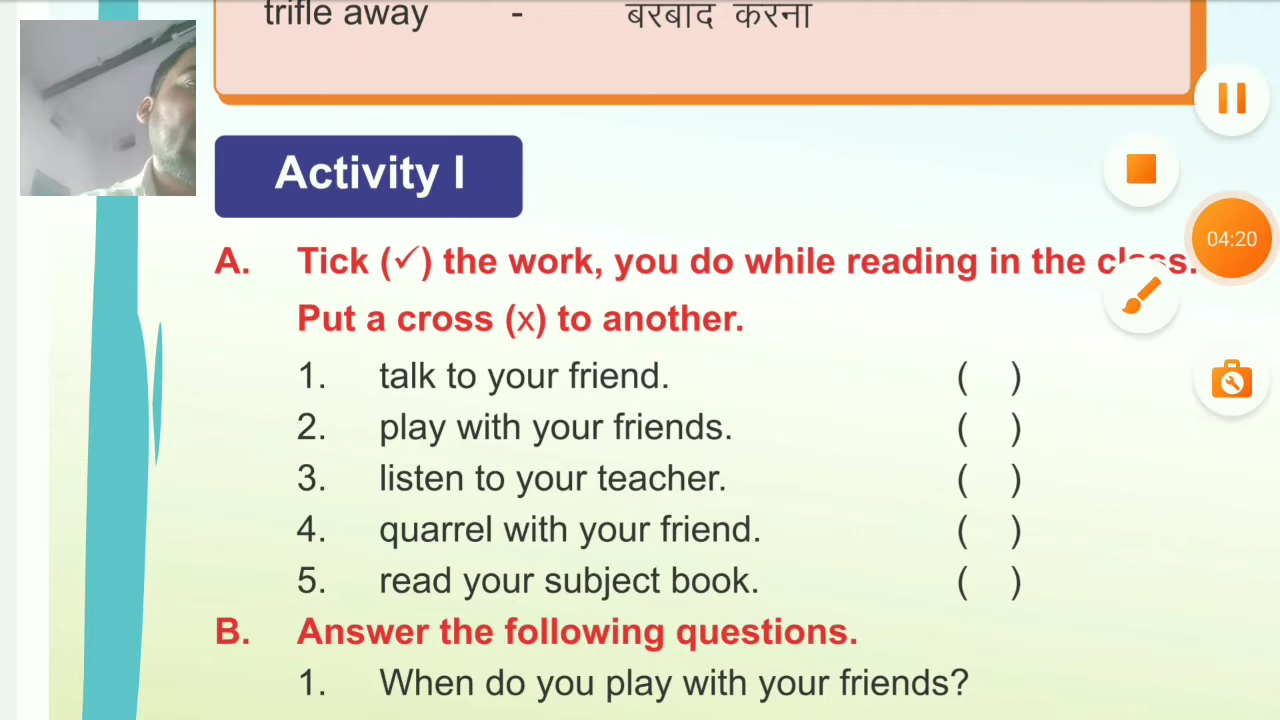 trifle away - बरबाद करना
Activity I
A. Tick (✓) the work, you do while reading in the class.
Put a cross (x) to another.
1. talk to your friend. ( )
2. play with your friends. ( )
3. listen to your teacher. ( )
4. quarrel with your friend. ( )
5. read your subject book. ( )
B. Answer the following questions.
1. When do you play with your friends?
04:20